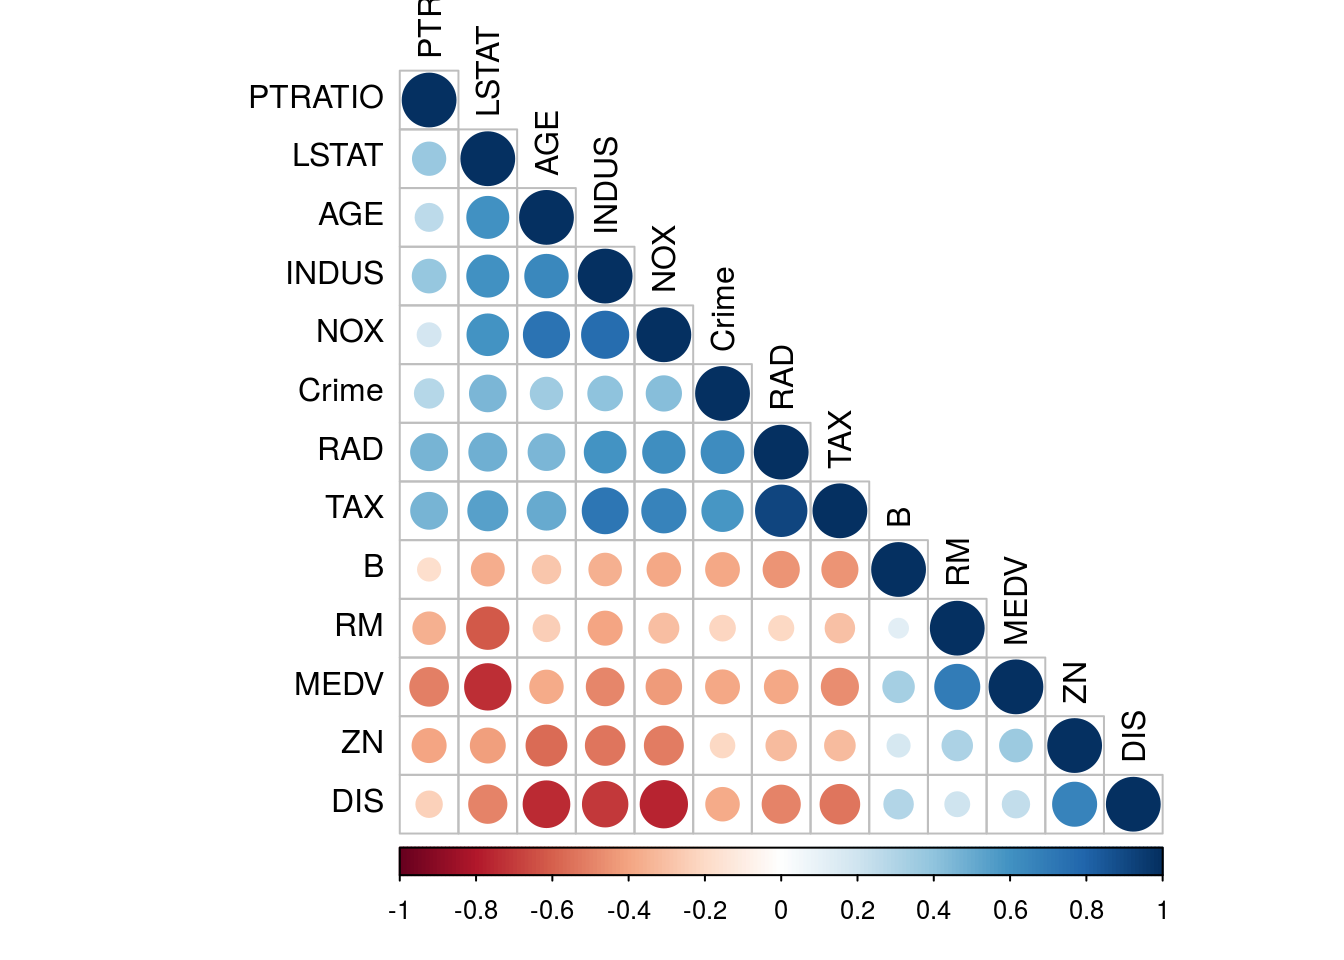 PTR
LSTAT
AGE
INDUS
NOX
Crime
RAD
TAX
B
RM
MEDV
ZN
DIS
PTRATIO
LSTAT
AGE
INDUS
NOX
Crime
RAD
TAX
B
RM
MEDV
ZN
DIS
-1 -0.8 -0.6 -0.4 -0.2 0 0.2 0.4 0.6 0.8 1